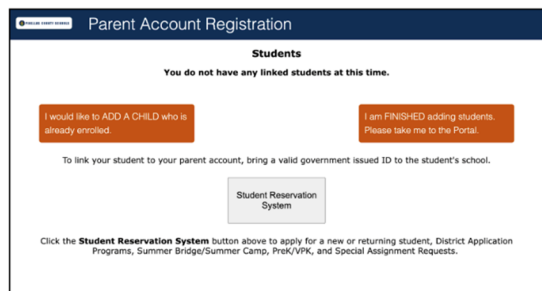 PINELLAS COUNTY SCHOOLS
Parent Account Registration
Students
You do not have any linked students at this time.
I would like to ADD A CHILD who is
already enrolled.
I am FINISHED adding students.
Please take me to the Portal.
To link your student to your parent account, bring a valid government issued ID to the student's school.
Student Reservation
System
Click the Student Reservation System button above to apply for a new or returning student, District Application
Programs, Summer Bridge/Summer Camp, PreK/VPK, and Special Assignment Requests.